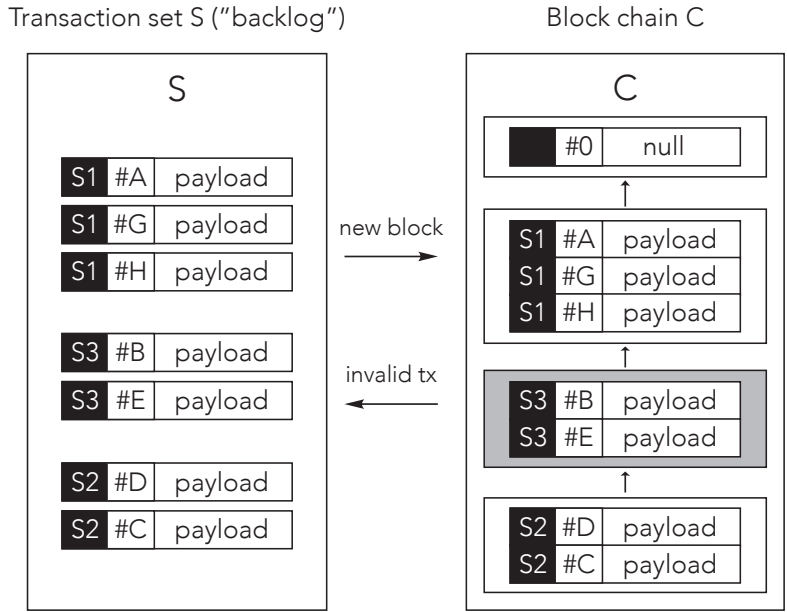 Transaction set S ("backlog")
S
S1 #A payload
S1 #G payload
S1 #H payload
S3 #B payload
S3 #E payload
S2 #D payload
S2 #C payload
new block
invalid tx
Block chain C
C
#0 null
S1 #A payload
S1 #G payload
S1 #H payload
S3 #B payload
S3 #E payload
S2 #D payload
S2 #C payload